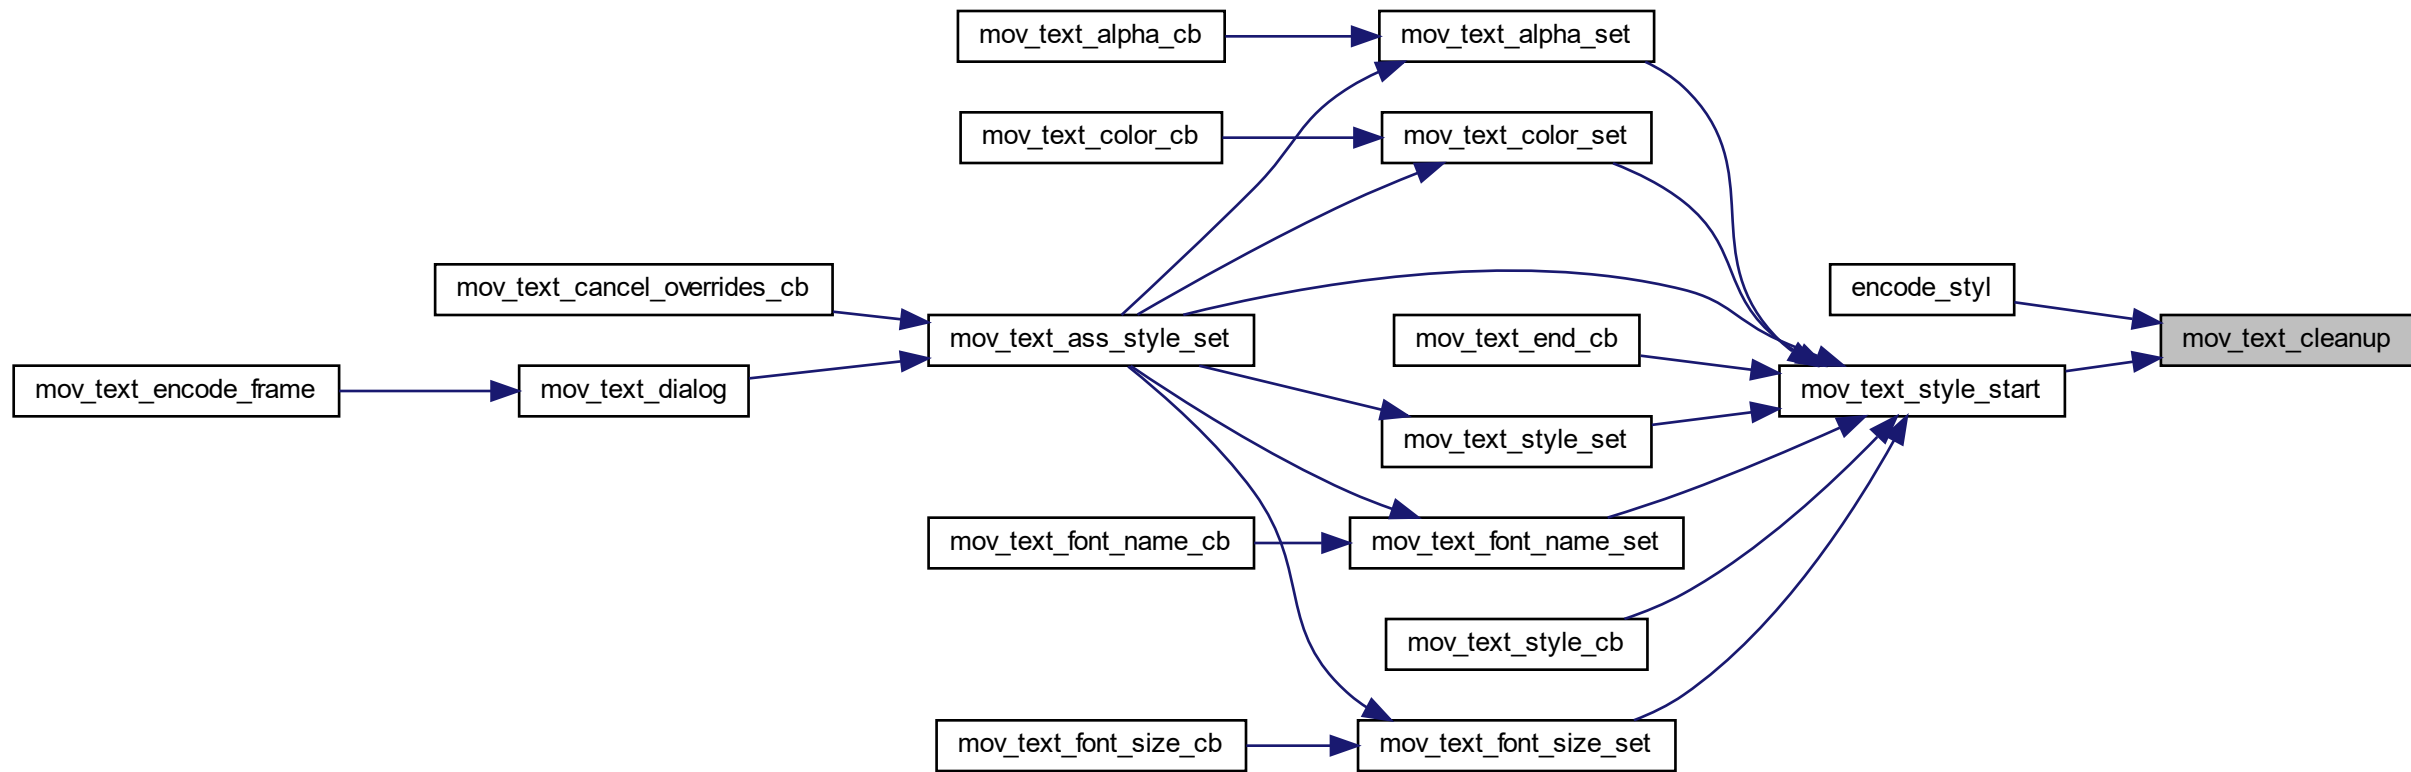 mov_text_alpha_cb
mov_text_alpha_set
mov_text_color_cb
mov_text_color_set
mov_text_cancel_overrides_cb
encode_styl
mov_text_ass_style_set
mov_text_end_cb
mov_text_cleanup
mov_text_encode_frame
mov_text_dialog
mov_text_style_start
mov_text_style_set
mov_text_font_name_cb
mov_text_font_name_set
mov_text_style_cb
mov_text_font_size_cb
mov_text_font_size_set